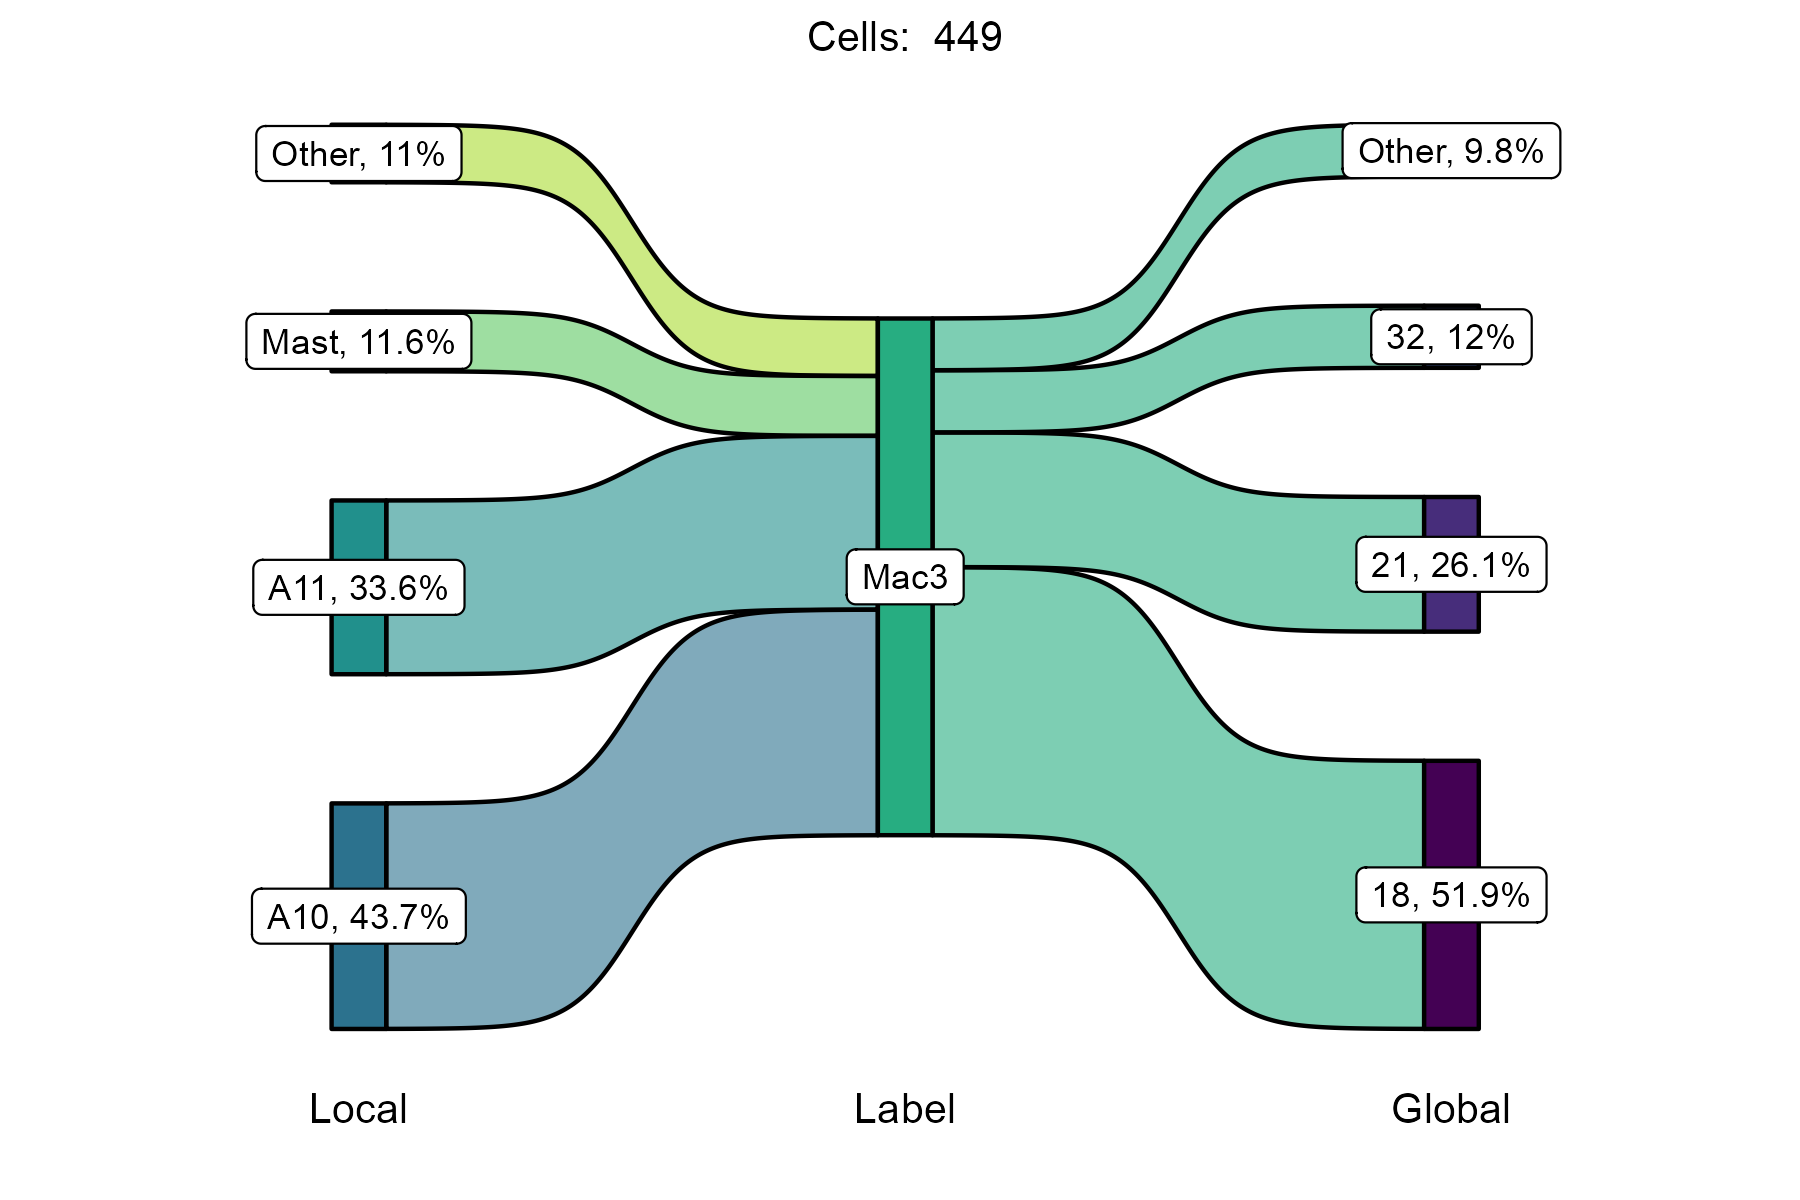 Cells:  449
Other, 11%
Other, 9.8%
Mast, 11.6%
32, 12%
A11, 33.6%
Mac3
21, 26.1%
A10, 43.7%
18, 51.9%
Local
Label
Global